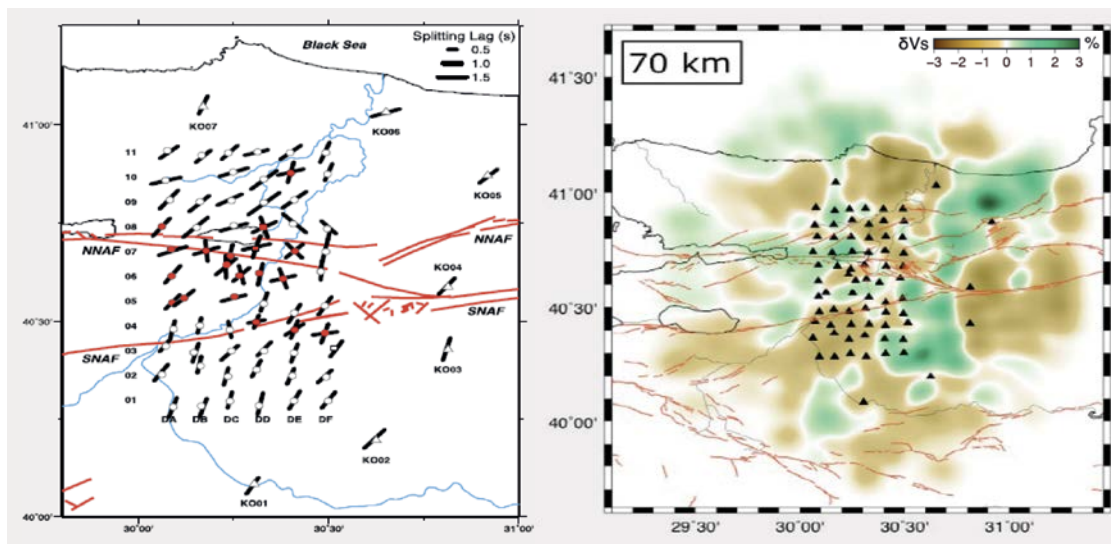 Black Sea
Splitting Lag (s)
0.5
1.0
1.5
KO07
KO06
41°00'
11
10
09
08
07
06
05
04
03
02
01
KO05
NNAF
NNAF
KO04
SNAF
40°30'
SNAF
KO03
DA
DB
DC
DD
DE
DF
KO02
KO01
40°00'
30°00'
30°30'
31°00'
70 km
δVs
%
−3 −2 −1 0 1 2 3
41°30'
41°00'
40°30'
40°00'
29°30'
30°00'
30°30'
31°00'